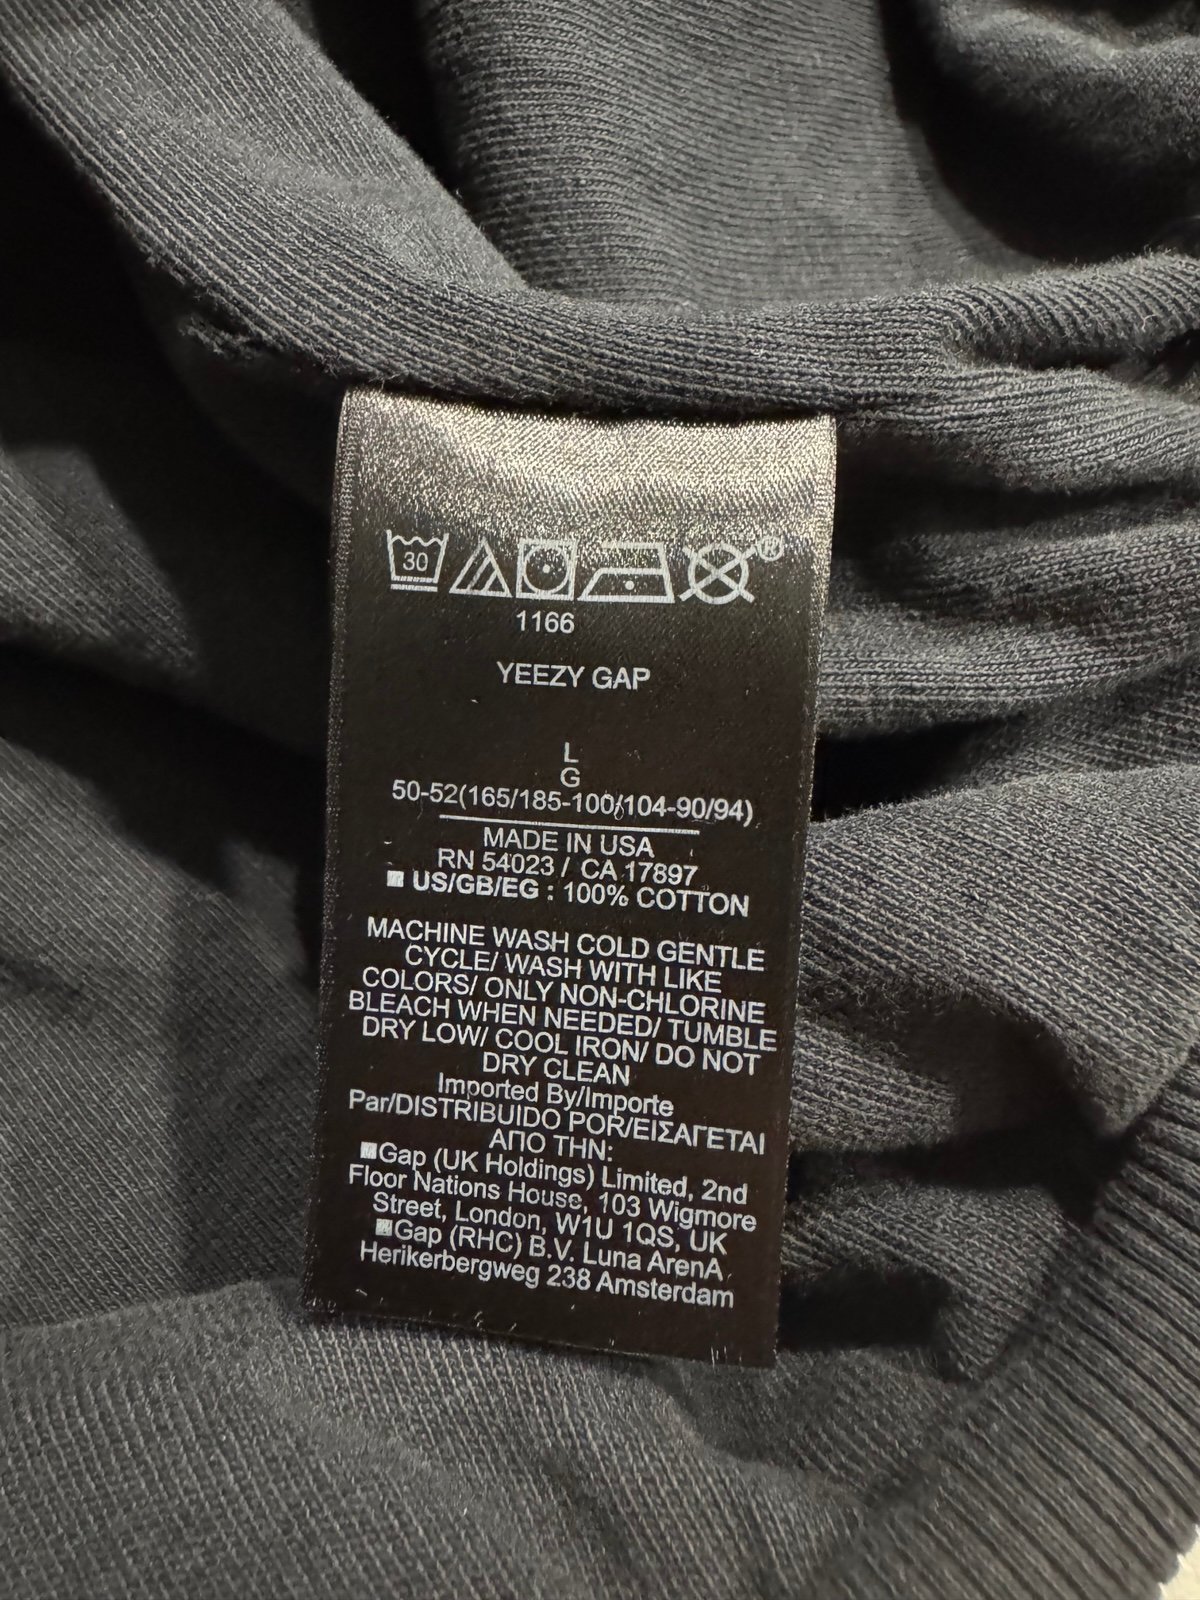 30
®
1166
YEEZY GAP
L
G
50-52(165/185-100/104-90/94)
MADE IN USA
RN 54023 / CA 17897
US/GB/EG : 100% COTTON
MACHINE WASH COLD GENTLE
CYCLE/ WASH WITH LIKE
COLORS/ ONLY NON-CHLORINE
BLEACH WHEN NEEDED/ TUMBLE
DRY LOW/ COOL IRON/ DO NOT
DRY CLEAN
Imported By/Importe
Par/DISTRIBUIDO POR/ΕΙΣΑΓΕΤΑΙ
ΑΠΟ ΤΗΝ:
Gap (UK Holdings) Limited, 2nd
Floor Nations House, 103 Wigmore
Street, London, W1U 1QS, UK
Gap (RHC) B.V. Luna ArenA
Herikerbergweg 238 Amsterdam